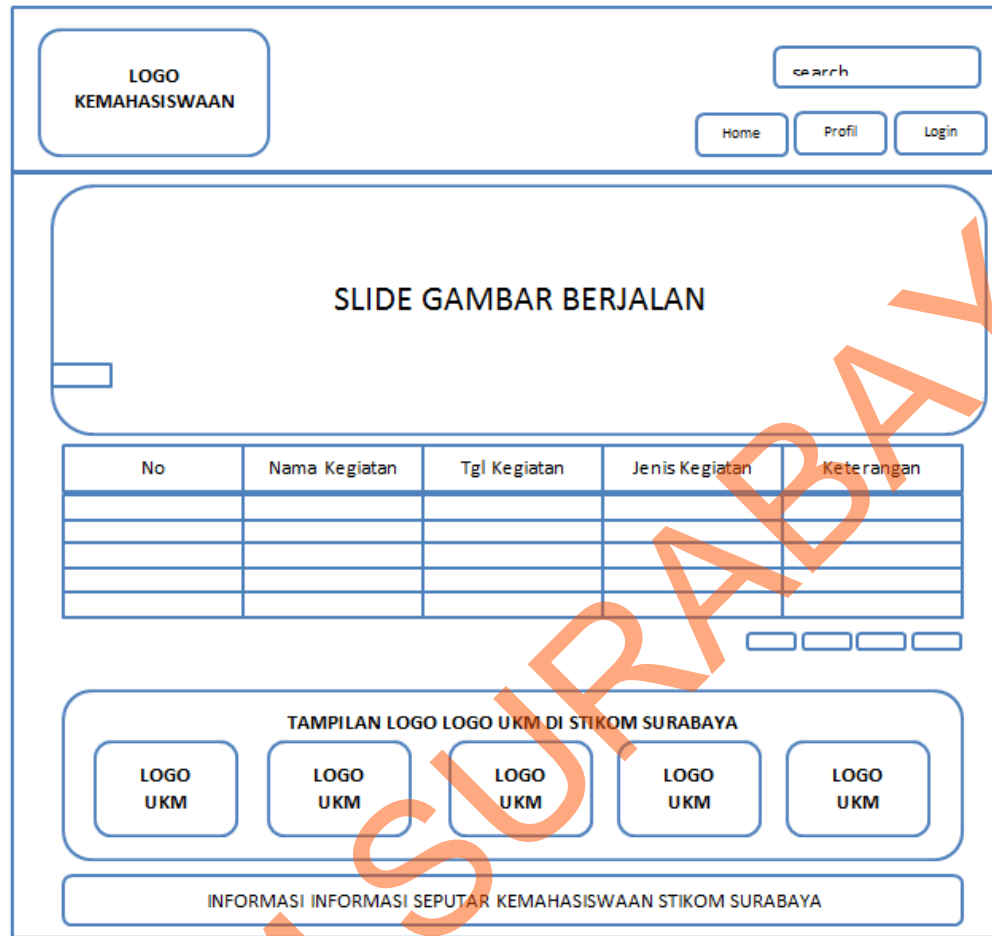 LOGO
KEMAHASISWAAN
search
Home Profil Login
SLIDE GAMBAR BERJALAN
No Nama Kegiatan Tgl Kegiatan Jenis Kegiatan Keterangan
TAMPILAN LOGO LOGO UKM DI STIKOM SURABAYA
LOGO
UKM
LOGO
UKM
LOGO
UKM
LOGO
UKM
LOGO
UKM
INFORMASI INFORMASI SEPUTAR KEMAHASISWAAN STIKOM SURABAYA
M SURABAY